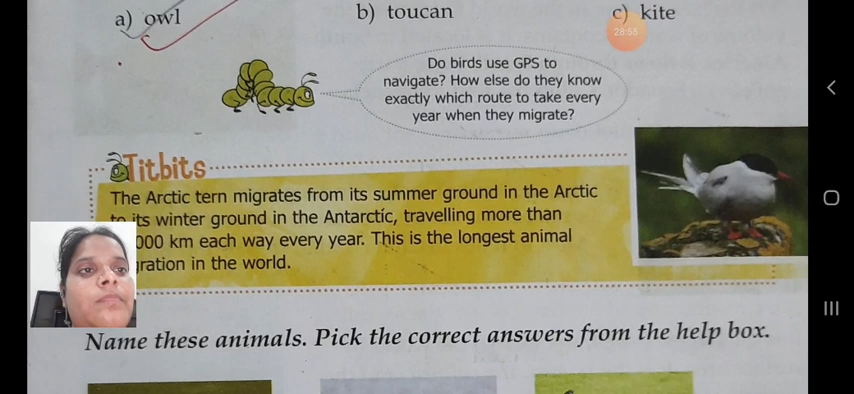 a) owl
b) toucan
c) kite
28:55
Do birds use GPS to
navigate? How else do they know
exactly which route to take every
year when they migrate?
Titbits
The Arctic tern migrates from its summer ground in the Arctic
to its winter ground in the Antarctic, travelling more than
000 km each way every year. This is the longest animal
gration in the world.
Name these animals. Pick the correct answers from the help box.